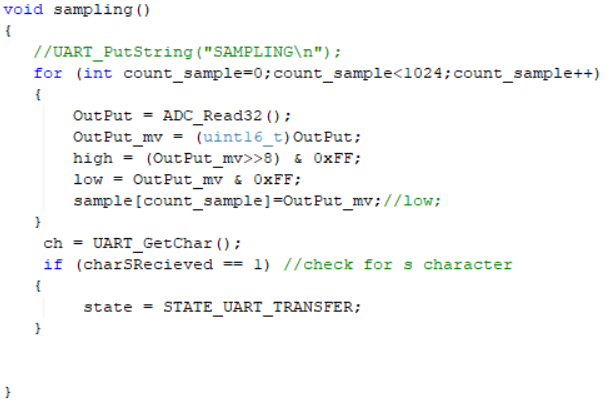 void sampling()
{
//UART_PutString("SAMPLING\n");
for (int count_sample=0;count_sample<1024;count_sample++)
{
OutPut = ADC_Read32();
OutPut_mv = (uint16_t)OutPut;
high = (OutPut_mv>>8) & 0xFF;
low = OutPut_mv & 0xFF;
sample[count_sample]=OutPut_mv;//low;
}
ch = UART_GetChar();
if (charSRecieved == 1) //check for s character
{
state = STATE_UART_TRANSFER;
}
}